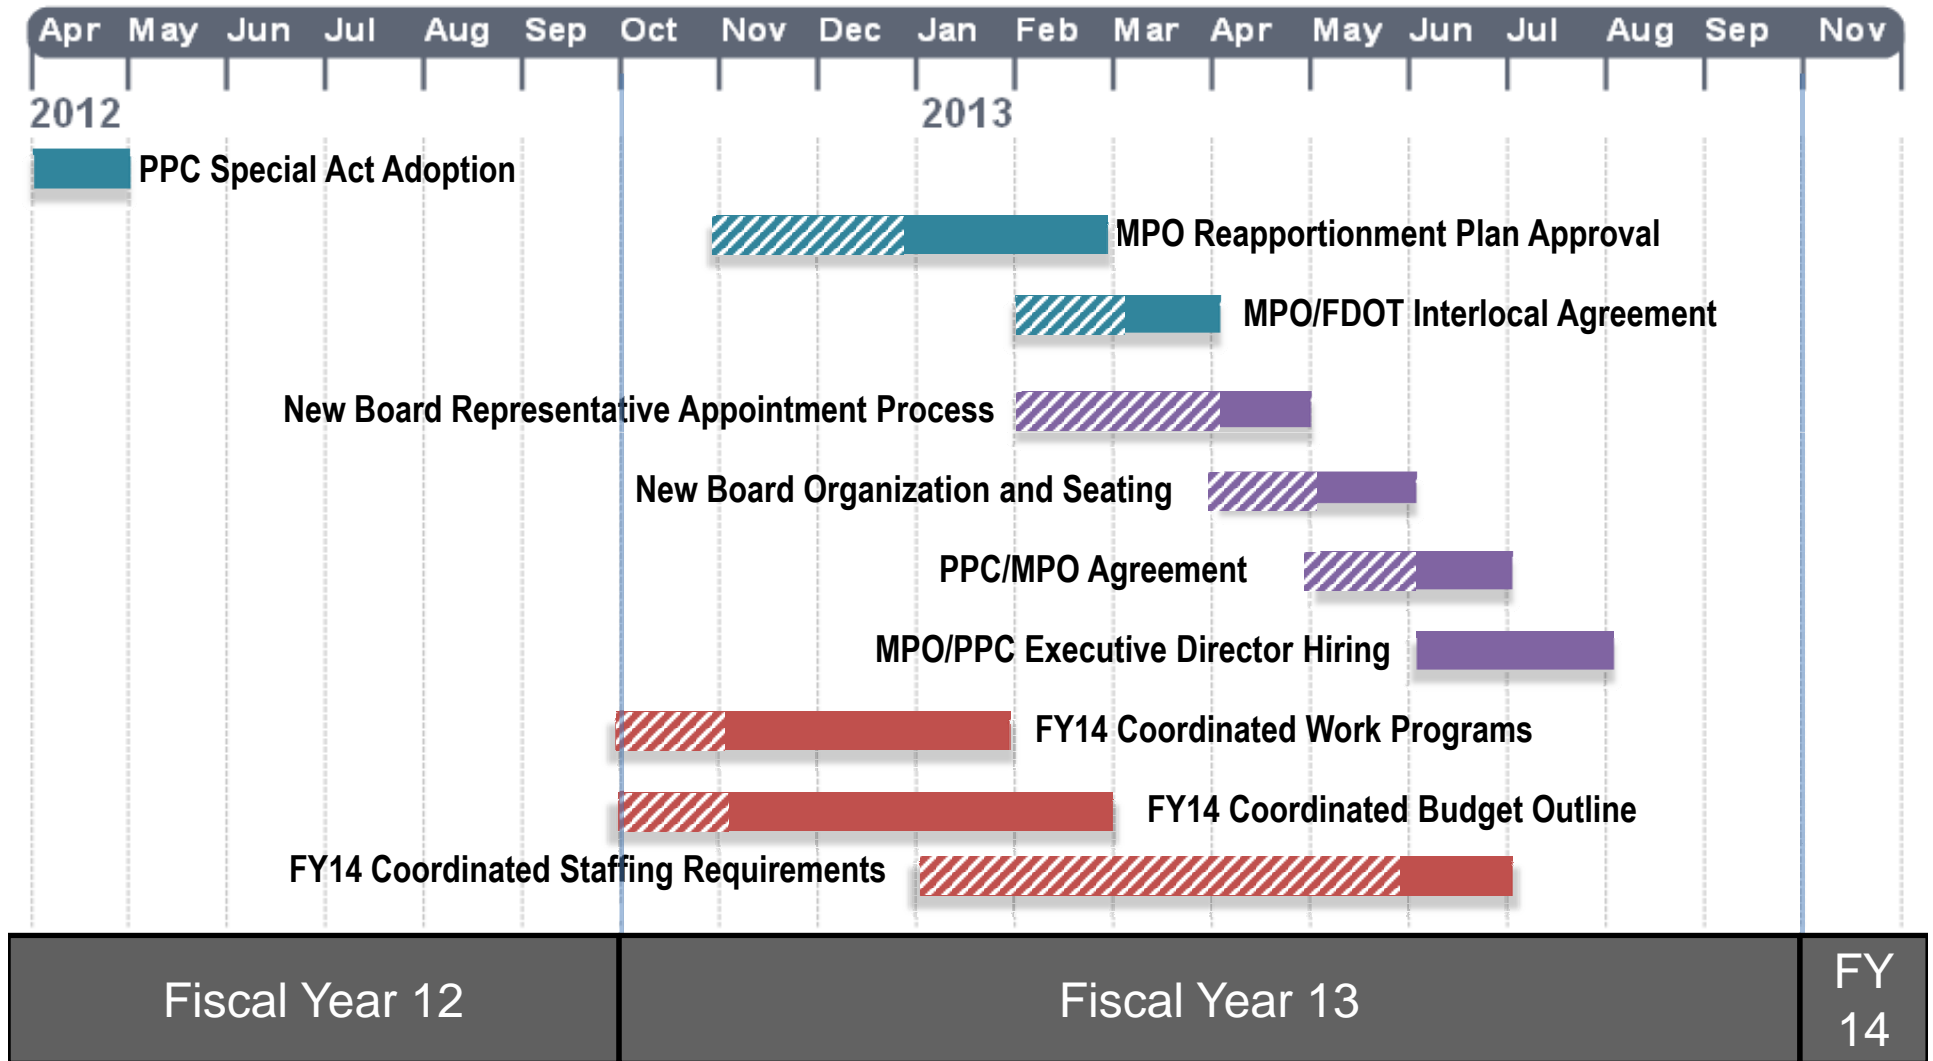 Apr May Jun Jul Aug Sep Oct Nov Dec Jan Feb Mar Apr May Jun Jul Aug Sep Nov
2012 2013
PPC Special Act Adoption
MPO Reapportionment Plan Approval
MPO/FDOT Interlocal Agreement
New Board Representative Appointment Process
New Board Organization and Seating
PPC/MPO Agreement
MPO/PPC Executive Director Hiring
FY14 Coordinated Work Programs
FY14 Coordinated Budget Outline
FY14 Coordinated Staffing Requirements
Fiscal Year 12
Fiscal Year 13
FY
14